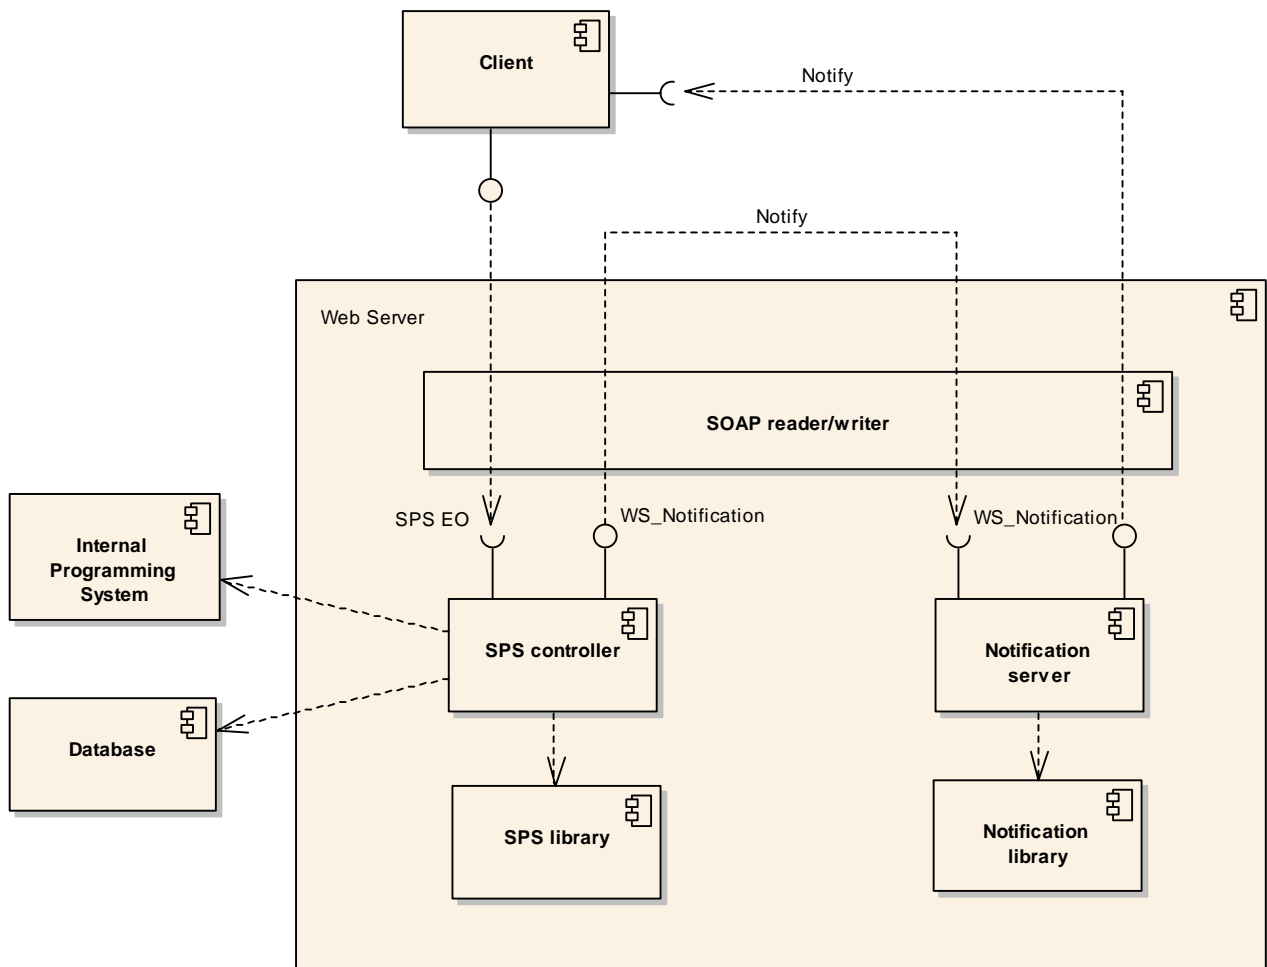 Client
Notify
Notify
Web Server
SOAP reader/writer
SPS EO
WS_Notification
WS_Notification
Internal
Programming
System
SPS controller
Notification
server
Database
SPS library
Notification
library